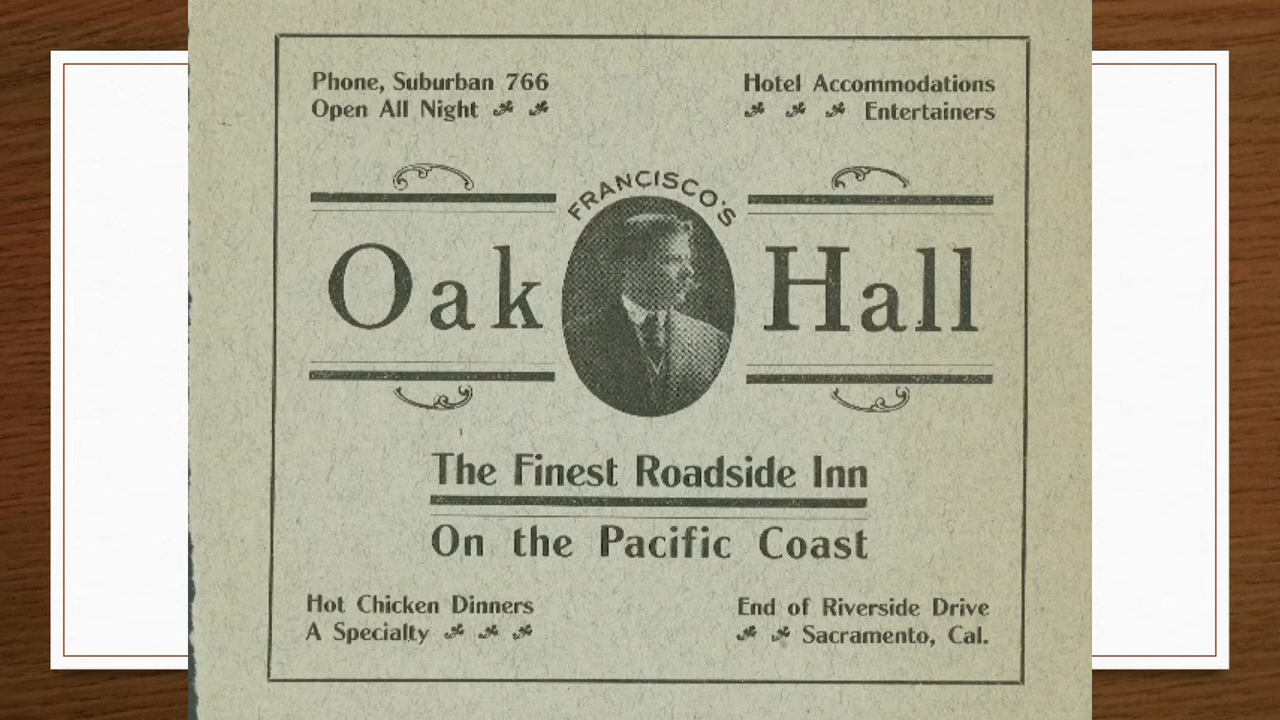 Phone, Suburban 766
Open All Night
Hotel Accommodations
Entertainers
FRANCISCO'S
Oak Hall
The Finest Roadside Inn
On the Pacific Coast
Hot Chicken Dinners
A Specialty
End of Riverside Drive
Sacramento, Cal.